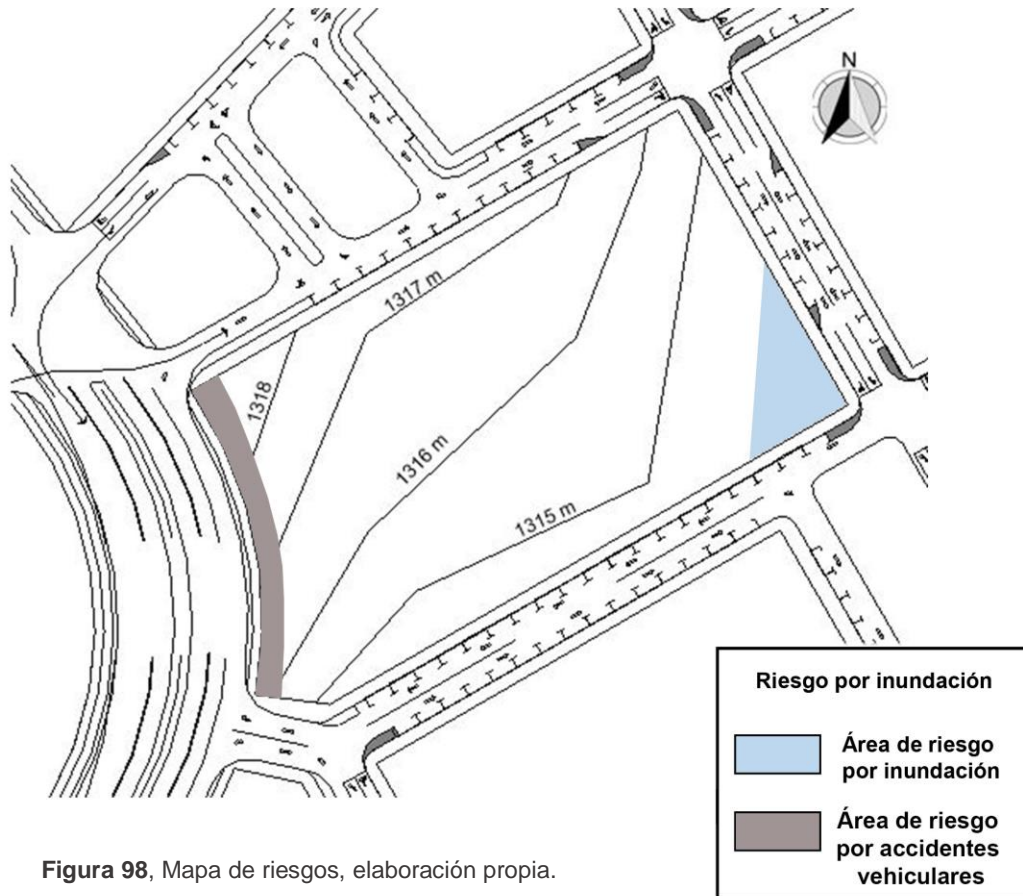 N
1317 m
1318
1316 m
1315 m
Riesgo por inundación
Área de riesgo
por inundación
Área de riesgo
por accidentes
vehiculares
Figura 98, Mapa de riesgos, elaboración propia.